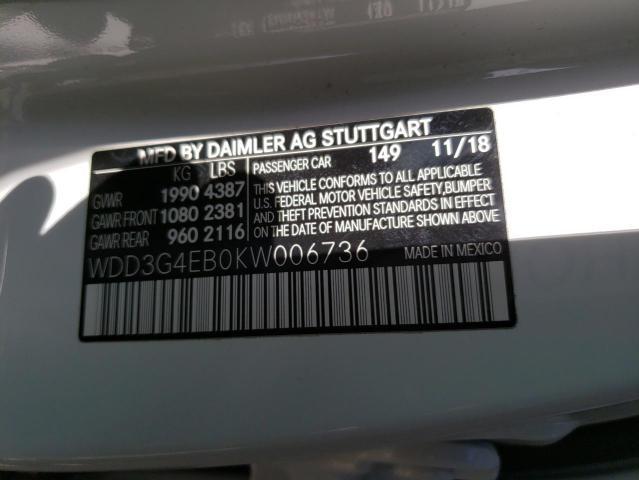 MFD BY DAIMLER AG STUTTGART
KG LBS
GVWR 1990 4387
GAWR FRONT 1080 2381
GAWR REAR 960 2116
PASSENGER CAR 149 11/18
THIS VEHICLE CONFORMS TO ALL APPLICABLE
U.S. FEDERAL MOTOR VEHICLE SAFETY,BUMPER
AND THEFT PREVENTION STANDARDS IN EFFECT
ON THE DATE OF MANUFACTURE SHOWN ABOVE
WDD3G4EB0KW006736 MADE IN MEXICO